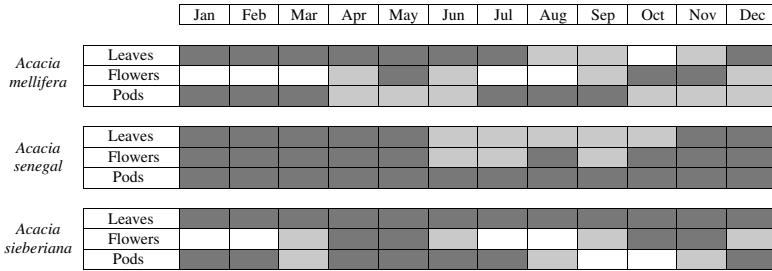 Jan Feb Mar Apr May Jun Jul Aug Sep Oct Nov Dec
Acacia mellifera
Leaves
Flowers
Pods
Acacia senegal
Leaves
Flowers
Pods
Acacia sieberiana
Leaves
Flowers
Pods